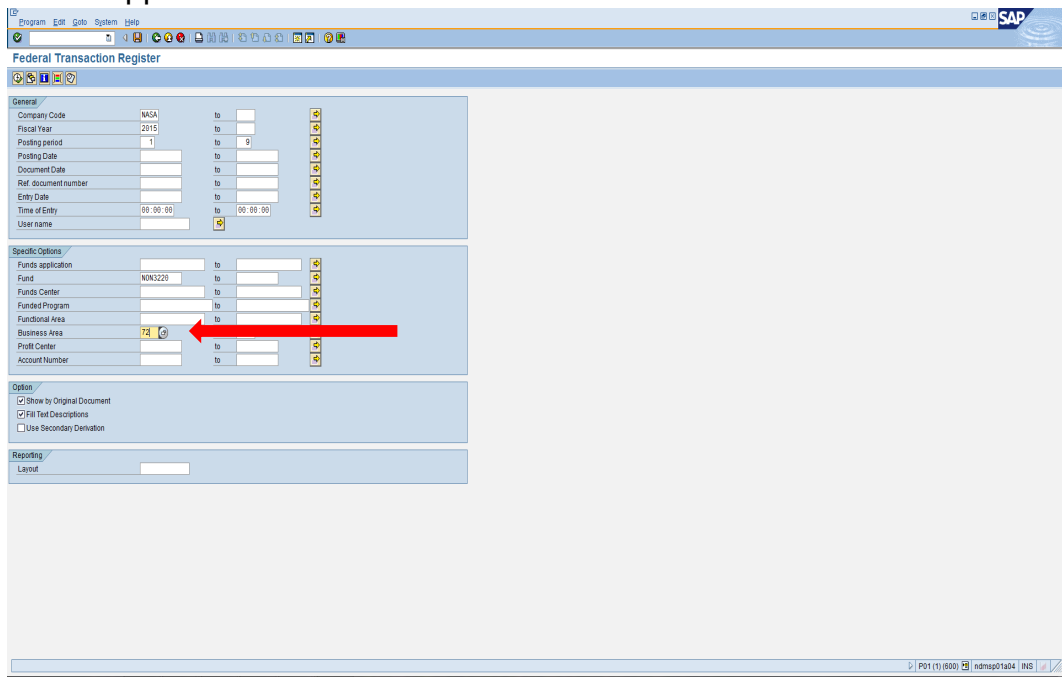 Program Edit Goto System Help
SAP
Federal Transaction Register
General
Company Code NASA to
Fiscal Year 2015 to
Posting period 1 to 9
Posting Date to
Document Date to
Ref. document number to
Entry Date to
Time of Entry 00:00:00 to 00:00:00
User name
Specific Options
Funds application to
Fund NON3220 to
Funds Center to
Funded Program to
Functional Area to
Business Area 72
Profit Center to
Account Number to
Option
Show by Original Document
Fill Text Descriptions
Use Secondary Derivation
Reporting
Layout
P01 (1) (600) ndmsp01a04 INS